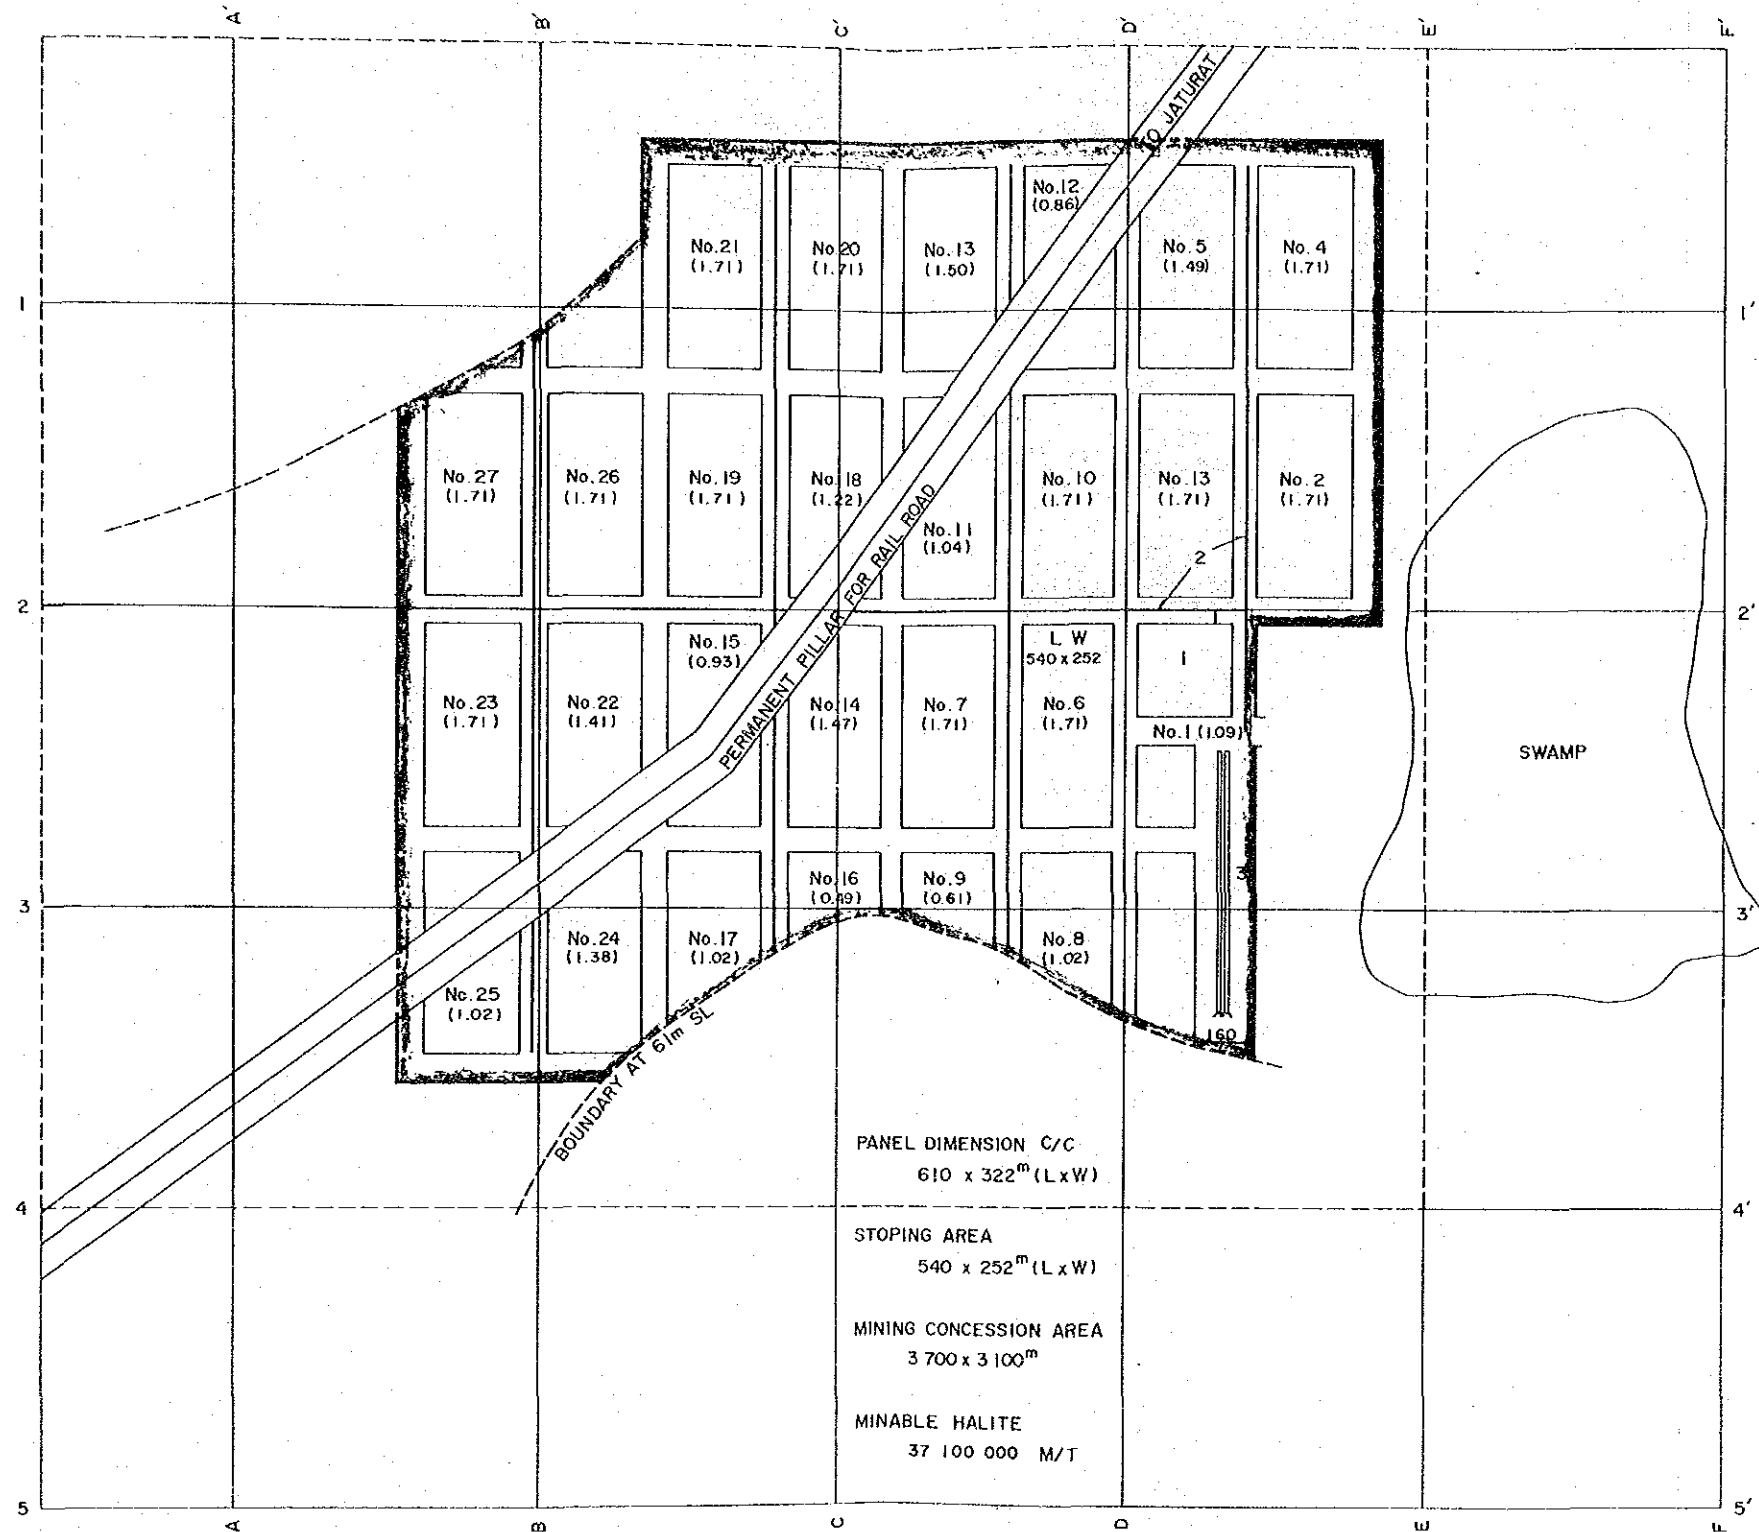 A' B' C' D' E' F'
TO JATURAT
No.12
(0.86)
No.21
(1.71)
No.20
(1.71)
No.13
(1.50)
No.5
(1.49)
No.4
(1.71)
1 1'
No.27
(1.71)
No.26
(1.71)
No.19
(1.71)
No.18
(1.22)
No.10
(1.71)
No.13
(1.71)
No.2
(1.71)
No.11
(1.04)
2
PERMANENT PILLAR FOR RAIL ROAD
2 2'
No.15
(0.93)
L W
540 x 252
1
No.23
(1.71)
No.22
(1.41)
No.14
(1.47)
No.7
(1.71)
No.6
(1.71)
No.1 (1.09)
SWAMP
No.16
(0.49)
No.9
(0.61)
3
3 3'
No.24
(1.38)
No.17
(1.02)
No.8
(1.02)
No.25
(1.02)
160
BOUNDARY AT 61m SL
PANEL DIMENSION C/C
610 x 322m (L x W)
4 4'
STOPING AREA
540 x 252m (L x W)
MINING CONCESSION AREA
3 700 x 3 100m
MINABLE HALITE
37 100 000 M/T
5 5'
A B C D E F